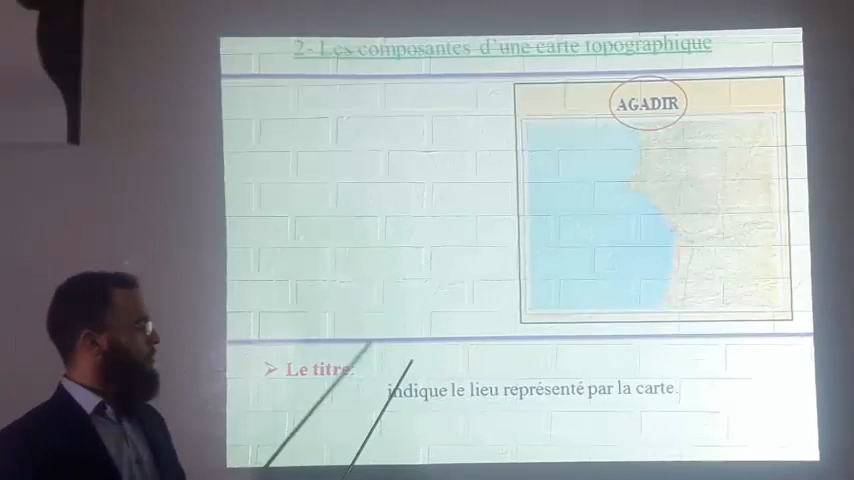 2- Les composantes d'une carte topographique
AGADIR
➢ Le titre:
indique le lieu représenté par la carte.